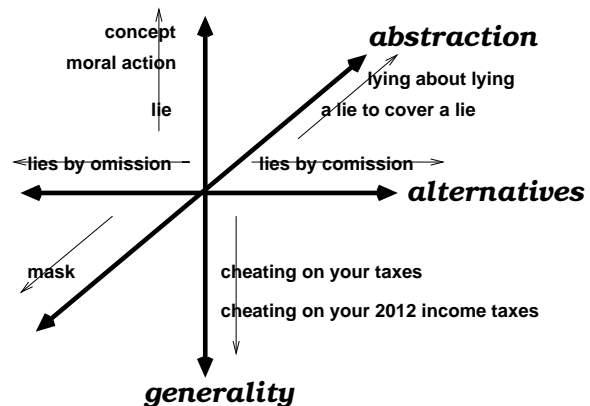 concept
moral action
lie
abstraction
lying about lying
a lie to cover a lie
lies by omission
lies by comission
alternatives
mask
cheating on your taxes
cheating on your 2012 income taxes
generality